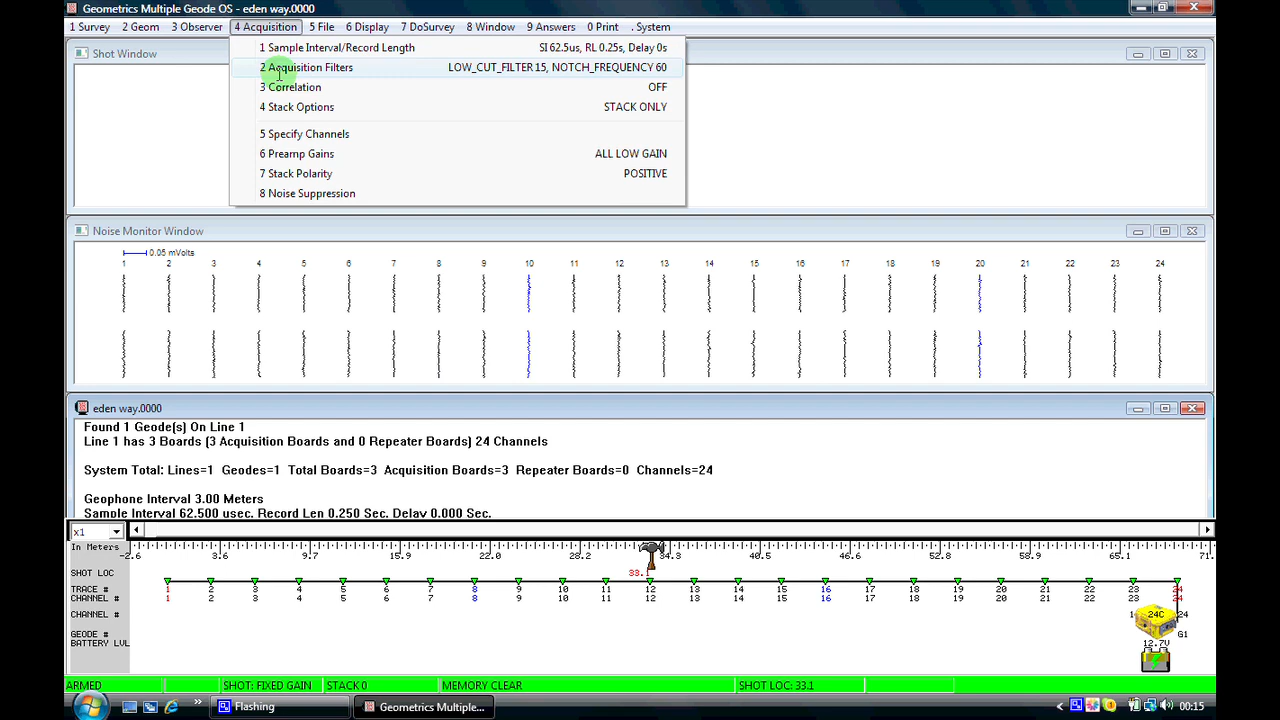 Geometrics Multiple Geode OS - eden way.0000
1 Survey 2 Geom 3 Observer 4 Acquisition 5 File 6 Display 7 DoSurvey 8 Window 9 Answers 0 Print . System
Shot Window
1 Sample Interval/Record Length SI 62.5us, RL 0.25s, Delay 0s
2 Acquisition Filters LOW_CUT_FILTER 15, NOTCH_FREQUENCY 60
3 Correlation OFF
4 Stack Options STACK ONLY
5 Specify Channels
6 Preamp Gains ALL LOW GAIN
7 Stack Polarity POSITIVE
8 Noise Suppression
Noise Monitor Window
0.05 mVolts
1 2 3 4 5 6 7 8 9 10 11 12 13 14 15 16 17 18 19 20 21 22 23 24
eden way.0000
Found 1 Geode(s) On Line 1
Line 1 has 3 Boards (3 Acquisition Boards and 0 Repeater Boards) 24 Channels
System Total: Lines=1 Geodes=1 Total Boards=3 Acquisition Boards=3 Repeater Boards=0 Channels=24
Geophone Interval 3.00 Meters
Sample Interval 62.500 usec. Record Len 0.250 Sec. Delay 0.000 Sec.
x1
In Meters
-2.6 3.6 9.7 15.9 22.0 28.2 34.3 40.5 46.6 52.8 58.9 65.1 71.
SHOT LOC 33.1
TRACE # 1 2 3 4 5 6 7 8 9 10 11 12 13 14 15 16 17 18 19 20 21 22 23 24
CHANNEL # 1 2 3 4 5 6 7 8 9 10 11 12 13 14 15 16 17 18 19 20 21 22 23 24
CHANNEL # 1 24C 24
GEODE # G1
BATTERY LVL 12.7V
ARMED SHOT: FIXED GAIN STACK 0 MEMORY CLEAR SHOT LOC: 33.1
Flashing Geometrics Multiple... 00:15